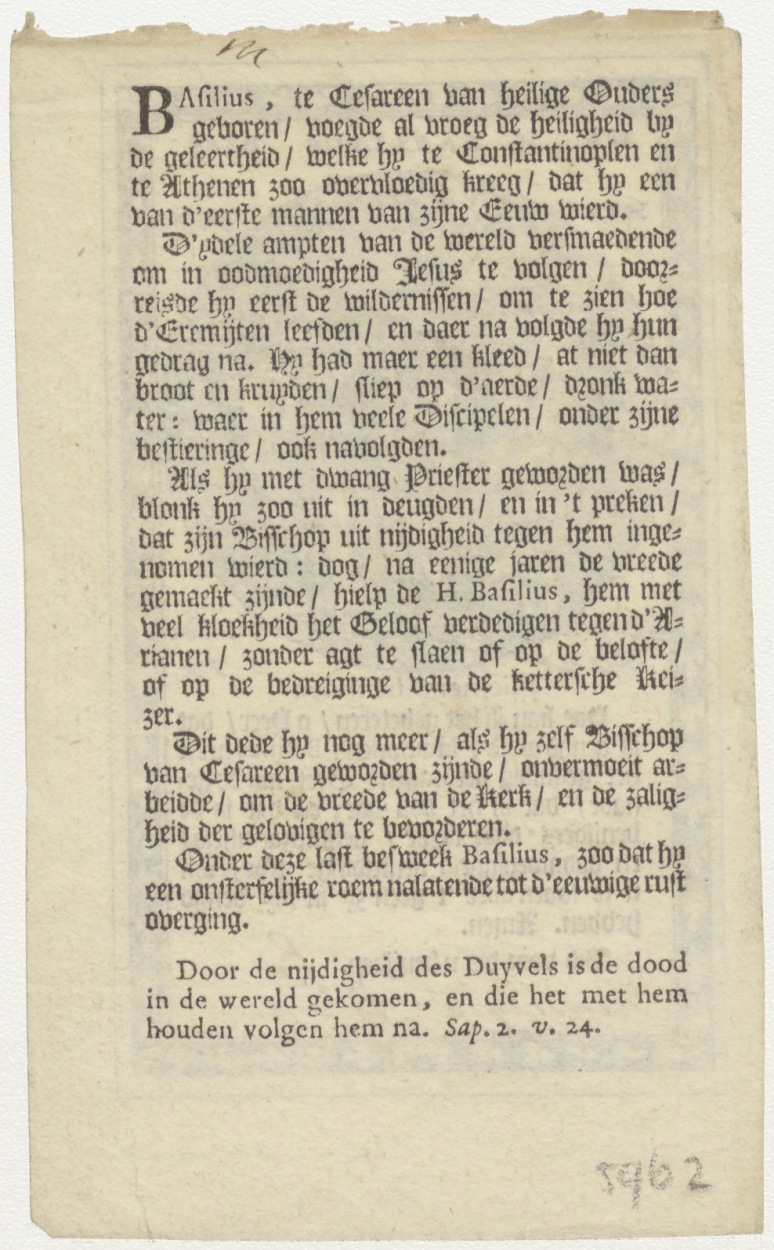 m
BAſilius, te Ceſareen van heilige Ouders
geboren/ voegde al vroeg de heiligheid by
de geleertheid/ welke hy te Conſtantinoplen en
te Athenen zoo overvloedig kreeg/ dat hy een
van d'eerſte mannen van zijne Eeuw wierd.
D'ydele ampten van de wereld verſmaedende
om in oodmoedigheid Jeſus te volgen/ door-
reisde hy eerſt de wilderniſſen/ om te zien hoe
d'Eremijten leefden/ en daer na volgde hy hun
gedrag na. Hy had maer een kleed/ at niet dan
broot en kruyden/ ſliep op d'aerde/ dronk wa-
ter: waer in hem veele Diſcipelen/ onder zijne
beſtieringe/ ook navolgden.
Als hy met dwang Prieſter geworden was/
blonk hy zoo uit in deugden/ en in 't preken/
dat zijn Biſſchop uit nijdigheid tegen hem inge-
nomen wierd: dog/ na eenige jaren de vreede
gemaekt zijnde/ hielp de H. Baſilius, hem met
veel kloekheid het Geloof verdedigen tegen d'A-
rianen/ zonder agt te ſlaen of op de belofte/
of op de bedreiginge van de ketterſche Kei-
zer.
Dit dede hy nog meer/ als hy zelf Biſſchop
van Ceſareen geworden zijnde/ onvermoeit ar-
beidde/ om de vreede van de Kerk/ en de zalig-
heid der gelovigen te bevorderen.
Onder deze laſt beſweek Baſilius, zoo dat hy
een onſterfelijke roem nalatende tot d'eeuwige ruſt
overging.
Door de nijdigheid des Duyvels is de dood
in de wereld gekomen, en die het met hem
houden volgen hem na. Sap. 2. v. 24.
5962